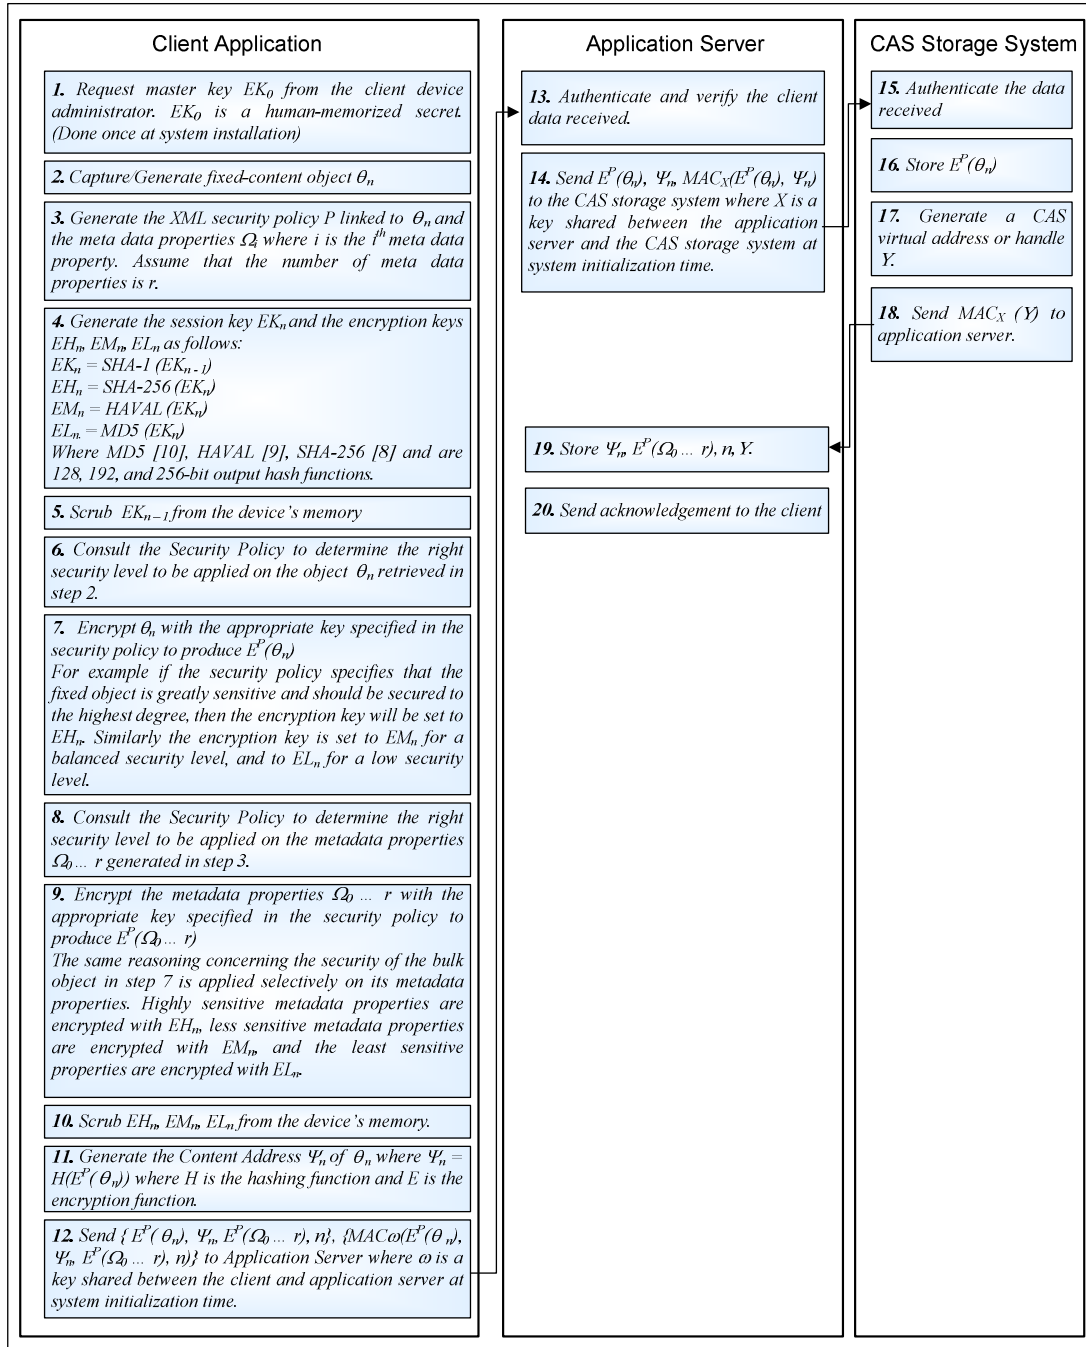 Client Application
1. Request master key EK₀ from the client device
administrator. EK₀ is a human-memorized secret.
(Done once at system installation)
2. Capture/Generate fixed-content object θₙ
3. Generate the XML security policy P linked to θₙ and
the meta data properties Ωᵢ where i is the iᵗʰ meta data
property. Assume that the number of meta data
properties is r.
4. Generate the session key EKₙ and the encryption keys
EHₙ, EMₙ, ELₙ as follows:
EKₙ = SHA-1 (EKₙ₋₁)
EHₙ = SHA-256 (EKₙ)
EMₙ = HAVAL (EKₙ)
ELₙ. = MD5 (EKₙ)
Where MD5 [10], HAVAL [9], SHA-256 [8] and are
128, 192, and 256-bit output hash functions.
5. Scrub EKₙ₋₁ from the device's memory
6. Consult the Security Policy to determine the right
security level to be applied on the object θₙ retrieved in
step 2.
7. Encrypt θₙ with the appropriate key specified in the
security policy to produce Eᴾ(θₙ)
For example if the security policy specifies that the
fixed object is greatly sensitive and should be secured to
the highest degree, then the encryption key will be set to
EHₙ. Similarly the encryption key is set to EMₙ for a
balanced security level, and to ELₙ for a low security
level.
8. Consult the Security Policy to determine the right
security level to be applied on the metadata properties
Ω₀... r generated in step 3.
9. Encrypt the metadata properties Ω₀ ... r with the
appropriate key specified in the security policy to
produce Eᴾ(Ω₀ ... r)
The same reasoning concerning the security of the bulk
object in step 7 is applied selectively on its metadata
properties. Highly sensitive metadata properties are
encrypted with EHₙ, less sensitive metadata properties
are encrypted with EMₙ, and the least sensitive
properties are encrypted with ELₙ.
10. Scrub EHₙ, EMₙ, ELₙ from the device's memory.
11. Generate the Content Address Ψₙ of θₙ where Ψₙ =
H(Eᴾ(θₙ)) where H is the hashing function and E is the
encryption function.
12. Send { Eᴾ(θₙ), Ψₙ, Eᴾ(Ω₀ ... r), n}, {MACω(Eᴾ(θₙ),
Ψₙ, Eᴾ(Ω₀ ... r), n)} to Application Server where ω is a
key shared between the client and application server at
system initialization time.
Application Server
13. Authenticate and verify the client
data received.
14. Send Eᴾ(θₙ), Ψₙ, MACₓ(Eᴾ(θₙ), Ψₙ)
to the CAS storage system where X is a
key shared between the application
server and the CAS storage system at
system initialization time.
19. Store Ψₙ, Eᴾ(Ω₀ ... r), n, Y.
20. Send acknowledgement to the client
CAS Storage System
15. Authenticate the data
received
16. Store Eᴾ(θₙ)
17. Generate a CAS
virtual address or handle
Y.
18. Send MACₓ (Y) to
application server.